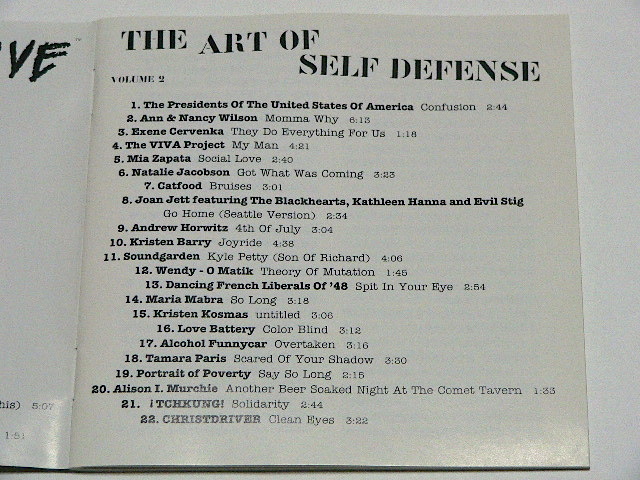 VE
™
his) 5:07
1:51
THE ART OF
SELF DEFENSE
VOLUME 2
1. The Presidents Of The United States Of America Confusion 2:44
2. Ann & Nancy Wilson Momma Why 6:13
3. Exene Cervenka They Do Everything For Us 1:18
4. The VIVA Project My Man 4:21
5. Mia Zapata Social Love 2:40
6. Natalie Jacobson Got What Was Coming 3:23
7. Catfood Bruises 3:01
8. Joan Jett featuring The Blackhearts, Kathleen Hanna and Evil Stig
Go Home (Seattle Version) 2:34
9. Andrew Horwitz 4th Of July 3:04
10. Kristen Barry Joyride 4:38
11. Soundgarden Kyle Petty (Son Of Richard) 4:06
12. Wendy - O Matik Theory Of Mutation 1:45
13. Dancing French Liberals Of '48 Spit In Your Eye 2:54
14. Maria Mabra So Long 3:18
15. Kristen Kosmas untitled 3:06
16. Love Battery Color Blind 3:12
17. Alcohol Funnycar Overtaken 3:16
18. Tamara Paris Scared Of Your Shadow 3:30
19. Portrait of Poverty Say So Long 2:15
20. Alison I. Murchie Another Beer Soaked Night At The Comet Tavern 1:33
21. ¡TCHKUNG! Solidarity 2:44
22. CHRISTDRIVER Clean Eyes 3:22